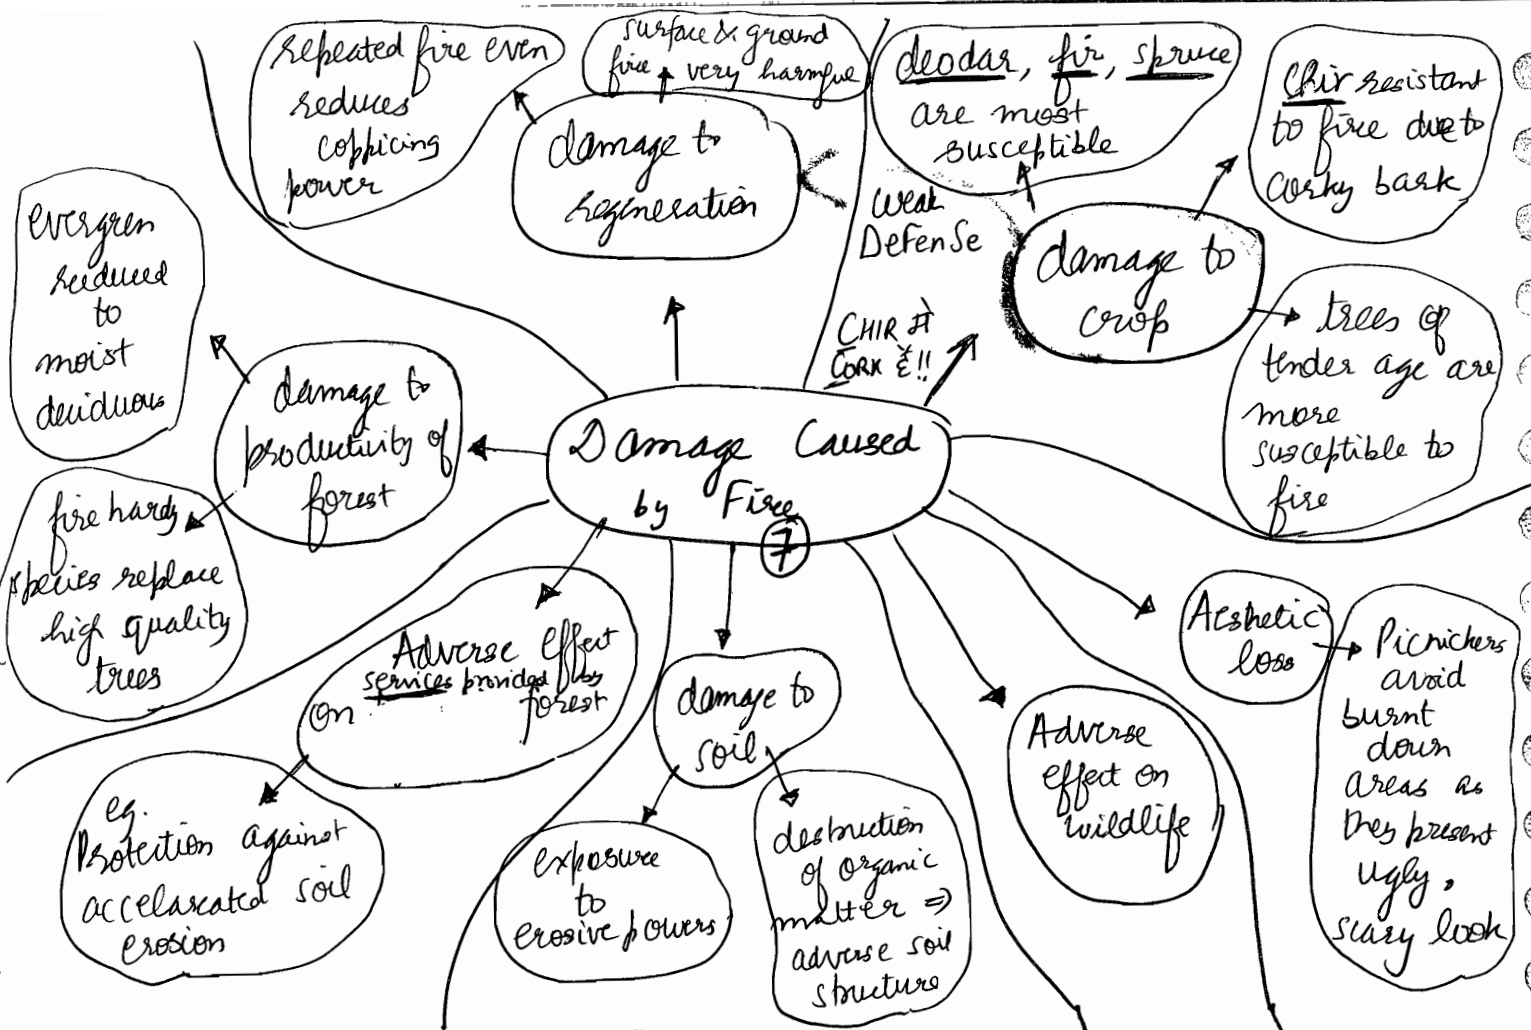 Damage Caused
by Fire
7
damage to
regeneration
repeated fire even
reduces
coppicing
power
surface & ground
fire very harmful
Weak
Defense
CHIR #
CORK & !!
damage to
crop
deodar, fir, spruce
are most
susceptible
Chir resistant
to fire due to
corky bark
trees of
tender age are
more
susceptible to
fire
Aesthetic
loss
Picnickers
avoid
burnt
down
areas as
they present
ugly,
scary look
Adverse
effect on
wildlife
damage to
soil
exposure
to
erosive powers
destruction
of organic
matter ⇒
adverse soil
structure
Adverse effect
on services provided by
forest
eg.
Protection against
accelarcated soil
erosion
damage to
productivity of
forest
evergren
reduced
to
moist
deciduous
fire hardy
species replace
high quality
trees